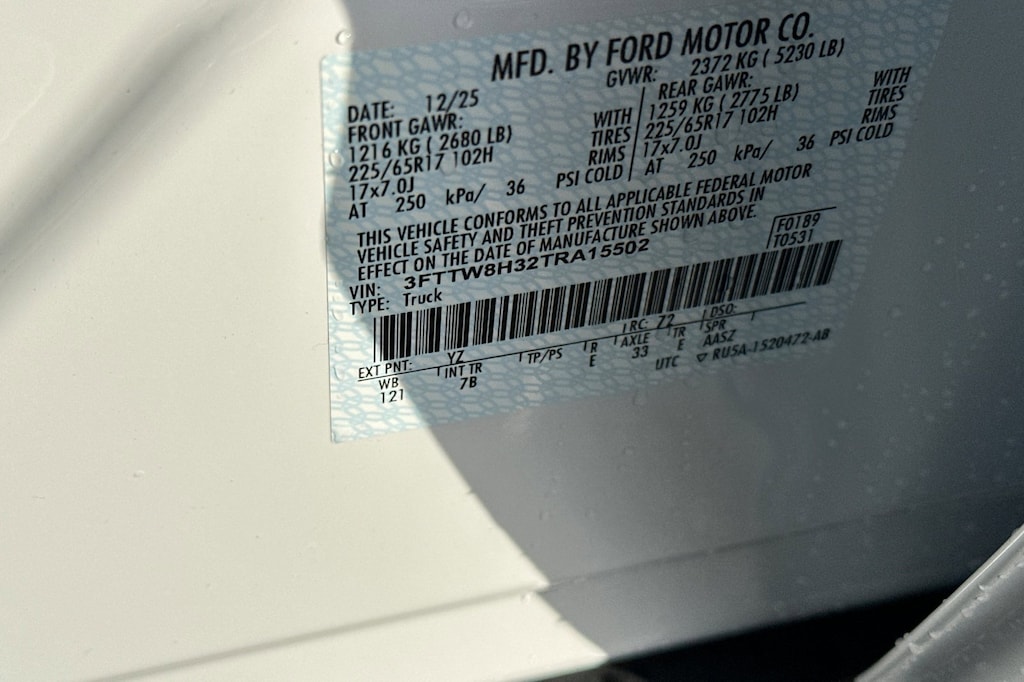 MFD. BY FORD MOTOR CO.
DATE: 12/25 GVWR: 2372 KG ( 5230 LB)
FRONT GAWR: REAR GAWR:
1216 KG ( 2680 LB) WITH 1259 KG ( 2775 LB) WITH
225/65R17 102H TIRES 225/65R17 102H TIRES
17x7.0J RIMS 17x7.0J RIMS
AT 250 kPa/ 36 PSI COLD AT 250 kPa/ 36 PSI COLD
THIS VEHICLE CONFORMS TO ALL APPLICABLE FEDERAL MOTOR
VEHICLE SAFETY AND THEFT PREVENTION STANDARDS IN
EFFECT ON THE DATE OF MANUFACTURE SHOWN ABOVE.
VIN: 3FTTW8H32TRA15502 F0189
TYPE: Truck T0531
EXT PNT: YZ RC: 72 DSO:
WB INT TR TP/PS R AXLE TR SPR
121 7B E 33 E AASZ
UTC ▽ RU5A-1520472-AB